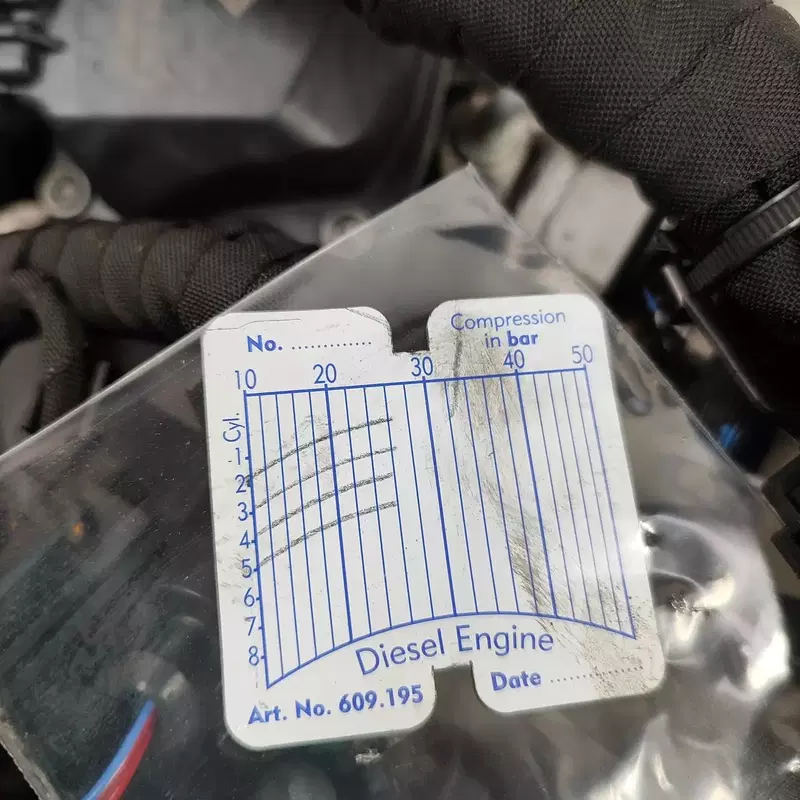 No. ...............
Compression
in bar
10 20 30 40 50
Cyl.
1
2
3
4
5
6
7
8
Diesel Engine
Art. No. 609.195
Date ...............